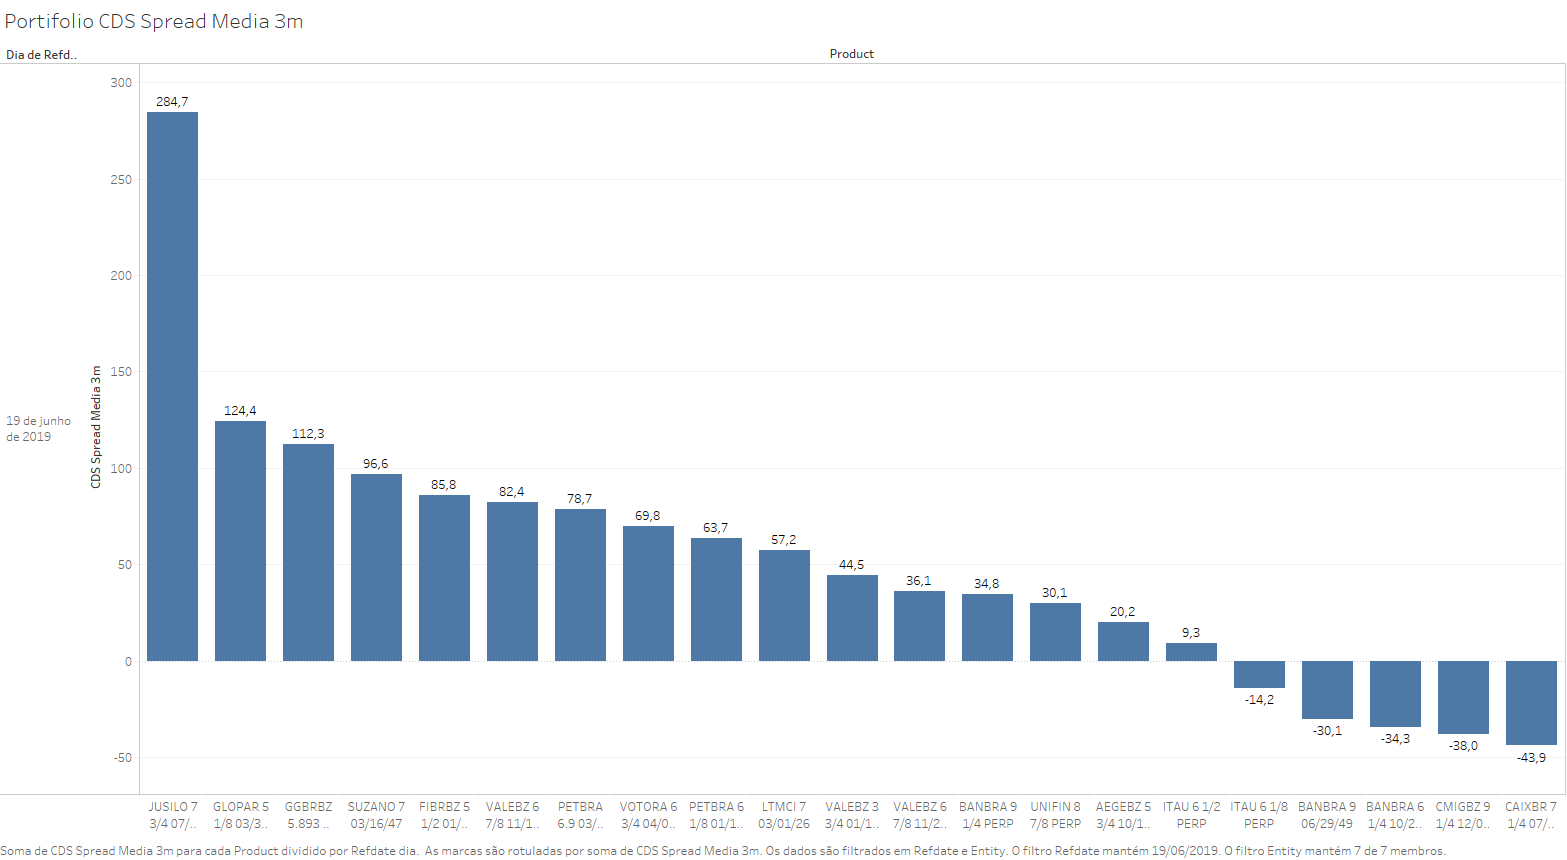 Portifolio CDS Spread Media 3m
Dia de Refd..
Product
300
250
200
150
100
50
0
-50
CDS Spread Media 3m
19 de junho
de 2019
284,7
124,4
112,3
96,6
85,8
82,4
78,7
69,8
63,7
57,2
44,5
36,1
34,8
30,1
20,2
9,3
-14,2
-30,1
-34,3
-38,0
-43,9
JUSILO 7
3/4 07/..
GLOPAR 5
1/8 03/3..
GGBRBZ
5.893 ..
SUZANO 7
03/16/47
FIBRBZ 5
1/2 01/..
VALEBZ 6
7/8 11/1..
PETBRA
6.9 03/..
VOTORA 6
3/4 04/0..
PETBRA 6
1/8 01/1..
LTMCI 7
03/01/26
VALEBZ 3
3/4 01/1..
VALEBZ 6
7/8 11/2..
BANBRA 9
1/4 PERP
UNIFIN 8
7/8 PERP
AEGEBZ 5
3/4 10/1..
ITAU 6 1/2
PERP
ITAU 6 1/8
PERP
BANBRA 9
06/29/49
BANBRA 6
1/4 10/2..
CMIGBZ 9
1/4 12/0..
CAIXBR 7
1/4 07/..
Soma de CDS Spread Media 3m para cada Product dividido por Refdate dia.  As marcas são rotuladas por soma de CDS Spread Media 3m. Os dados são filtrados em Refdate e Entity. O filtro Refdate mantém 19/06/2019. O filtro Entity mantém 7 de 7 membros.